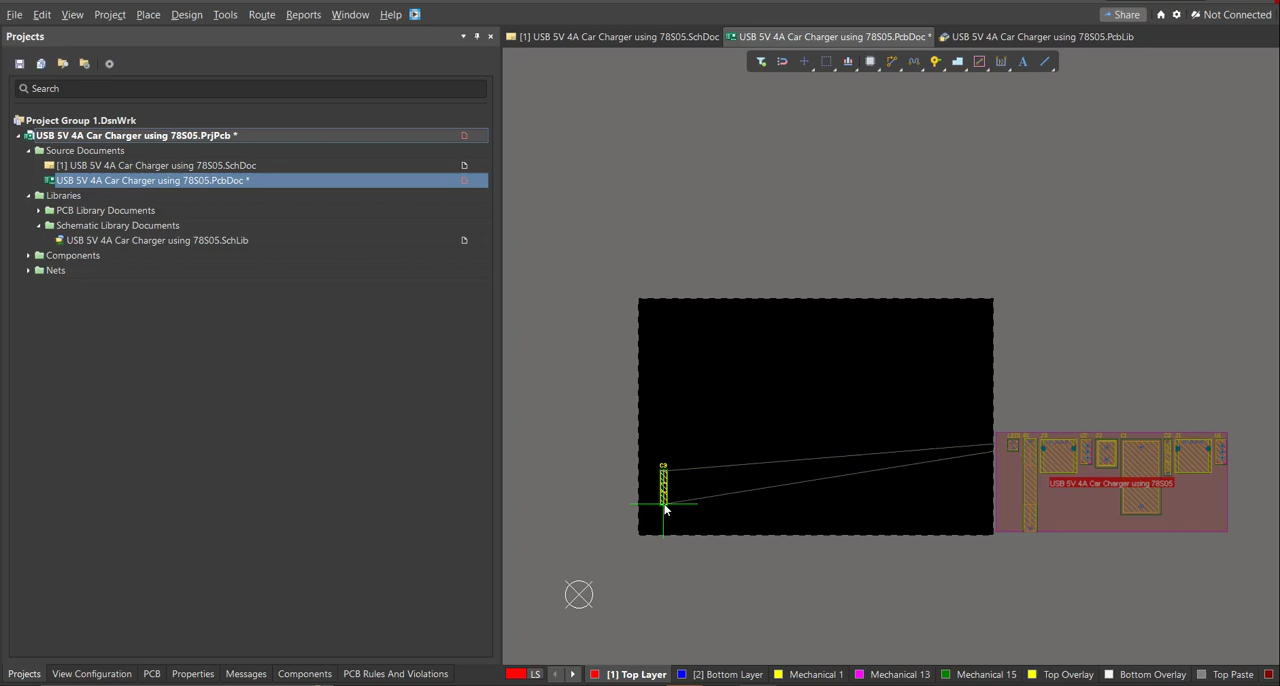 File Edit View Project Place Design Tools Route Reports Window Help
Share
Not Connected
Projects
[1] USB 5V 4A Car Charger using 78S05.SchDoc
USB 5V 4A Car Charger using 78S05.PcbDoc *
USB 5V 4A Car Charger using 78S05.PcbLib
Search
Project Group 1.DsnWrk
USB 5V 4A Car Charger using 78S05.PrjPcb *
Source Documents
[1] USB 5V 4A Car Charger using 78S05.SchDoc
USB 5V 4A Car Charger using 78S05.PcbDoc *
Libraries
PCB Library Documents
Schematic Library Documents
USB 5V 4A Car Charger using 78S05.SchLib
Components
Nets
C3
USB 5V 4A Car Charger using 78S05
Projects View Configuration PCB Properties Messages Components PCB Rules And Violations
LS
[1] Top Layer
[2] Bottom Layer
Mechanical 1
Mechanical 13
Mechanical 15
Top Overlay
Bottom Overlay
Top Paste